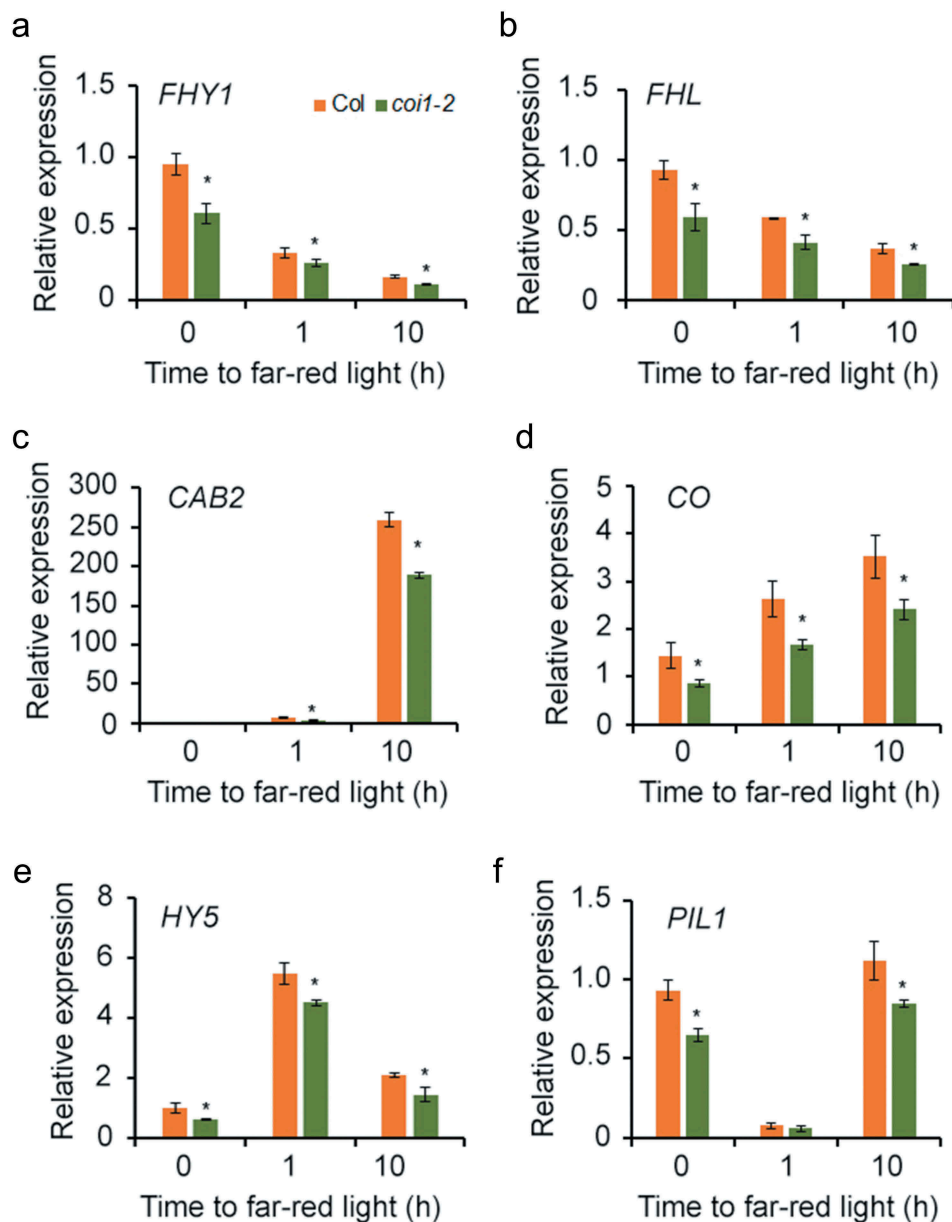 a
FHY1
Col coi1-2
Relative expression
1.5
1.0
0.5
0
* * *
0 1 10
Time to far-red light (h)
b
FHL
Relative expression
1.5
1.0
0.5
0
* * *
0 1 10
Time to far-red light (h)
c
CAB2
Relative expression
300
250
200
150
100
50
0
* *
0 1 10
Time to far-red light (h)
d
CO
Relative expression
5
4
3
2
1
0
* * *
0 1 10
Time to far-red light (h)
e
HY5
Relative expression
8
6
4
2
0
* * *
0 1 10
Time to far-red light (h)
f
PIL1
Relative expression
1.5
1.0
0.5
0
* *
0 1 10
Time to far-red light (h)